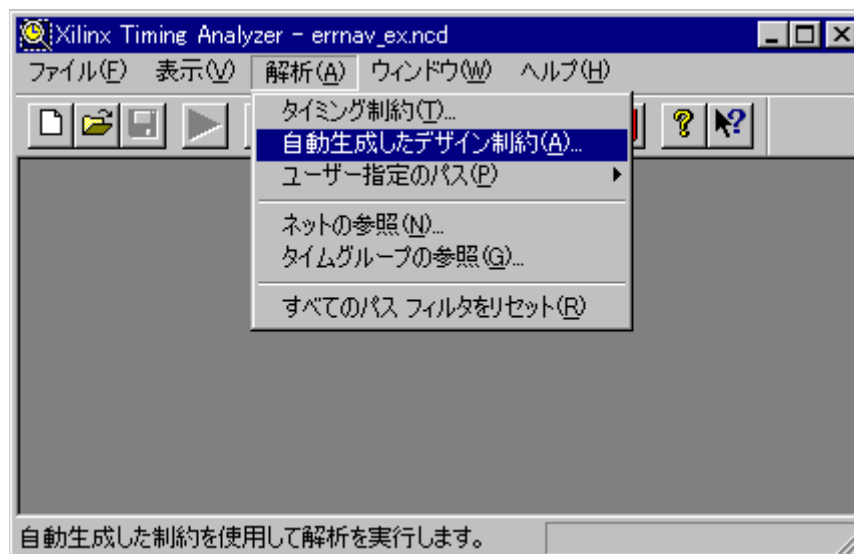 Xilinx Timing Analyzer - errnav_ex.ncd
ファイル(F) 表示(V) 解析(A) ウィンドウ(W) ヘルプ(H)
タイミング制約(T)...
自動生成したデザイン制約(A)...
ユーザー指定のパス(P)
ネットの参照(N)...
タイムグループの参照(G)...
すべてのパス フィルタをリセット(R)
自動生成した制約を使用して解析を実行します。